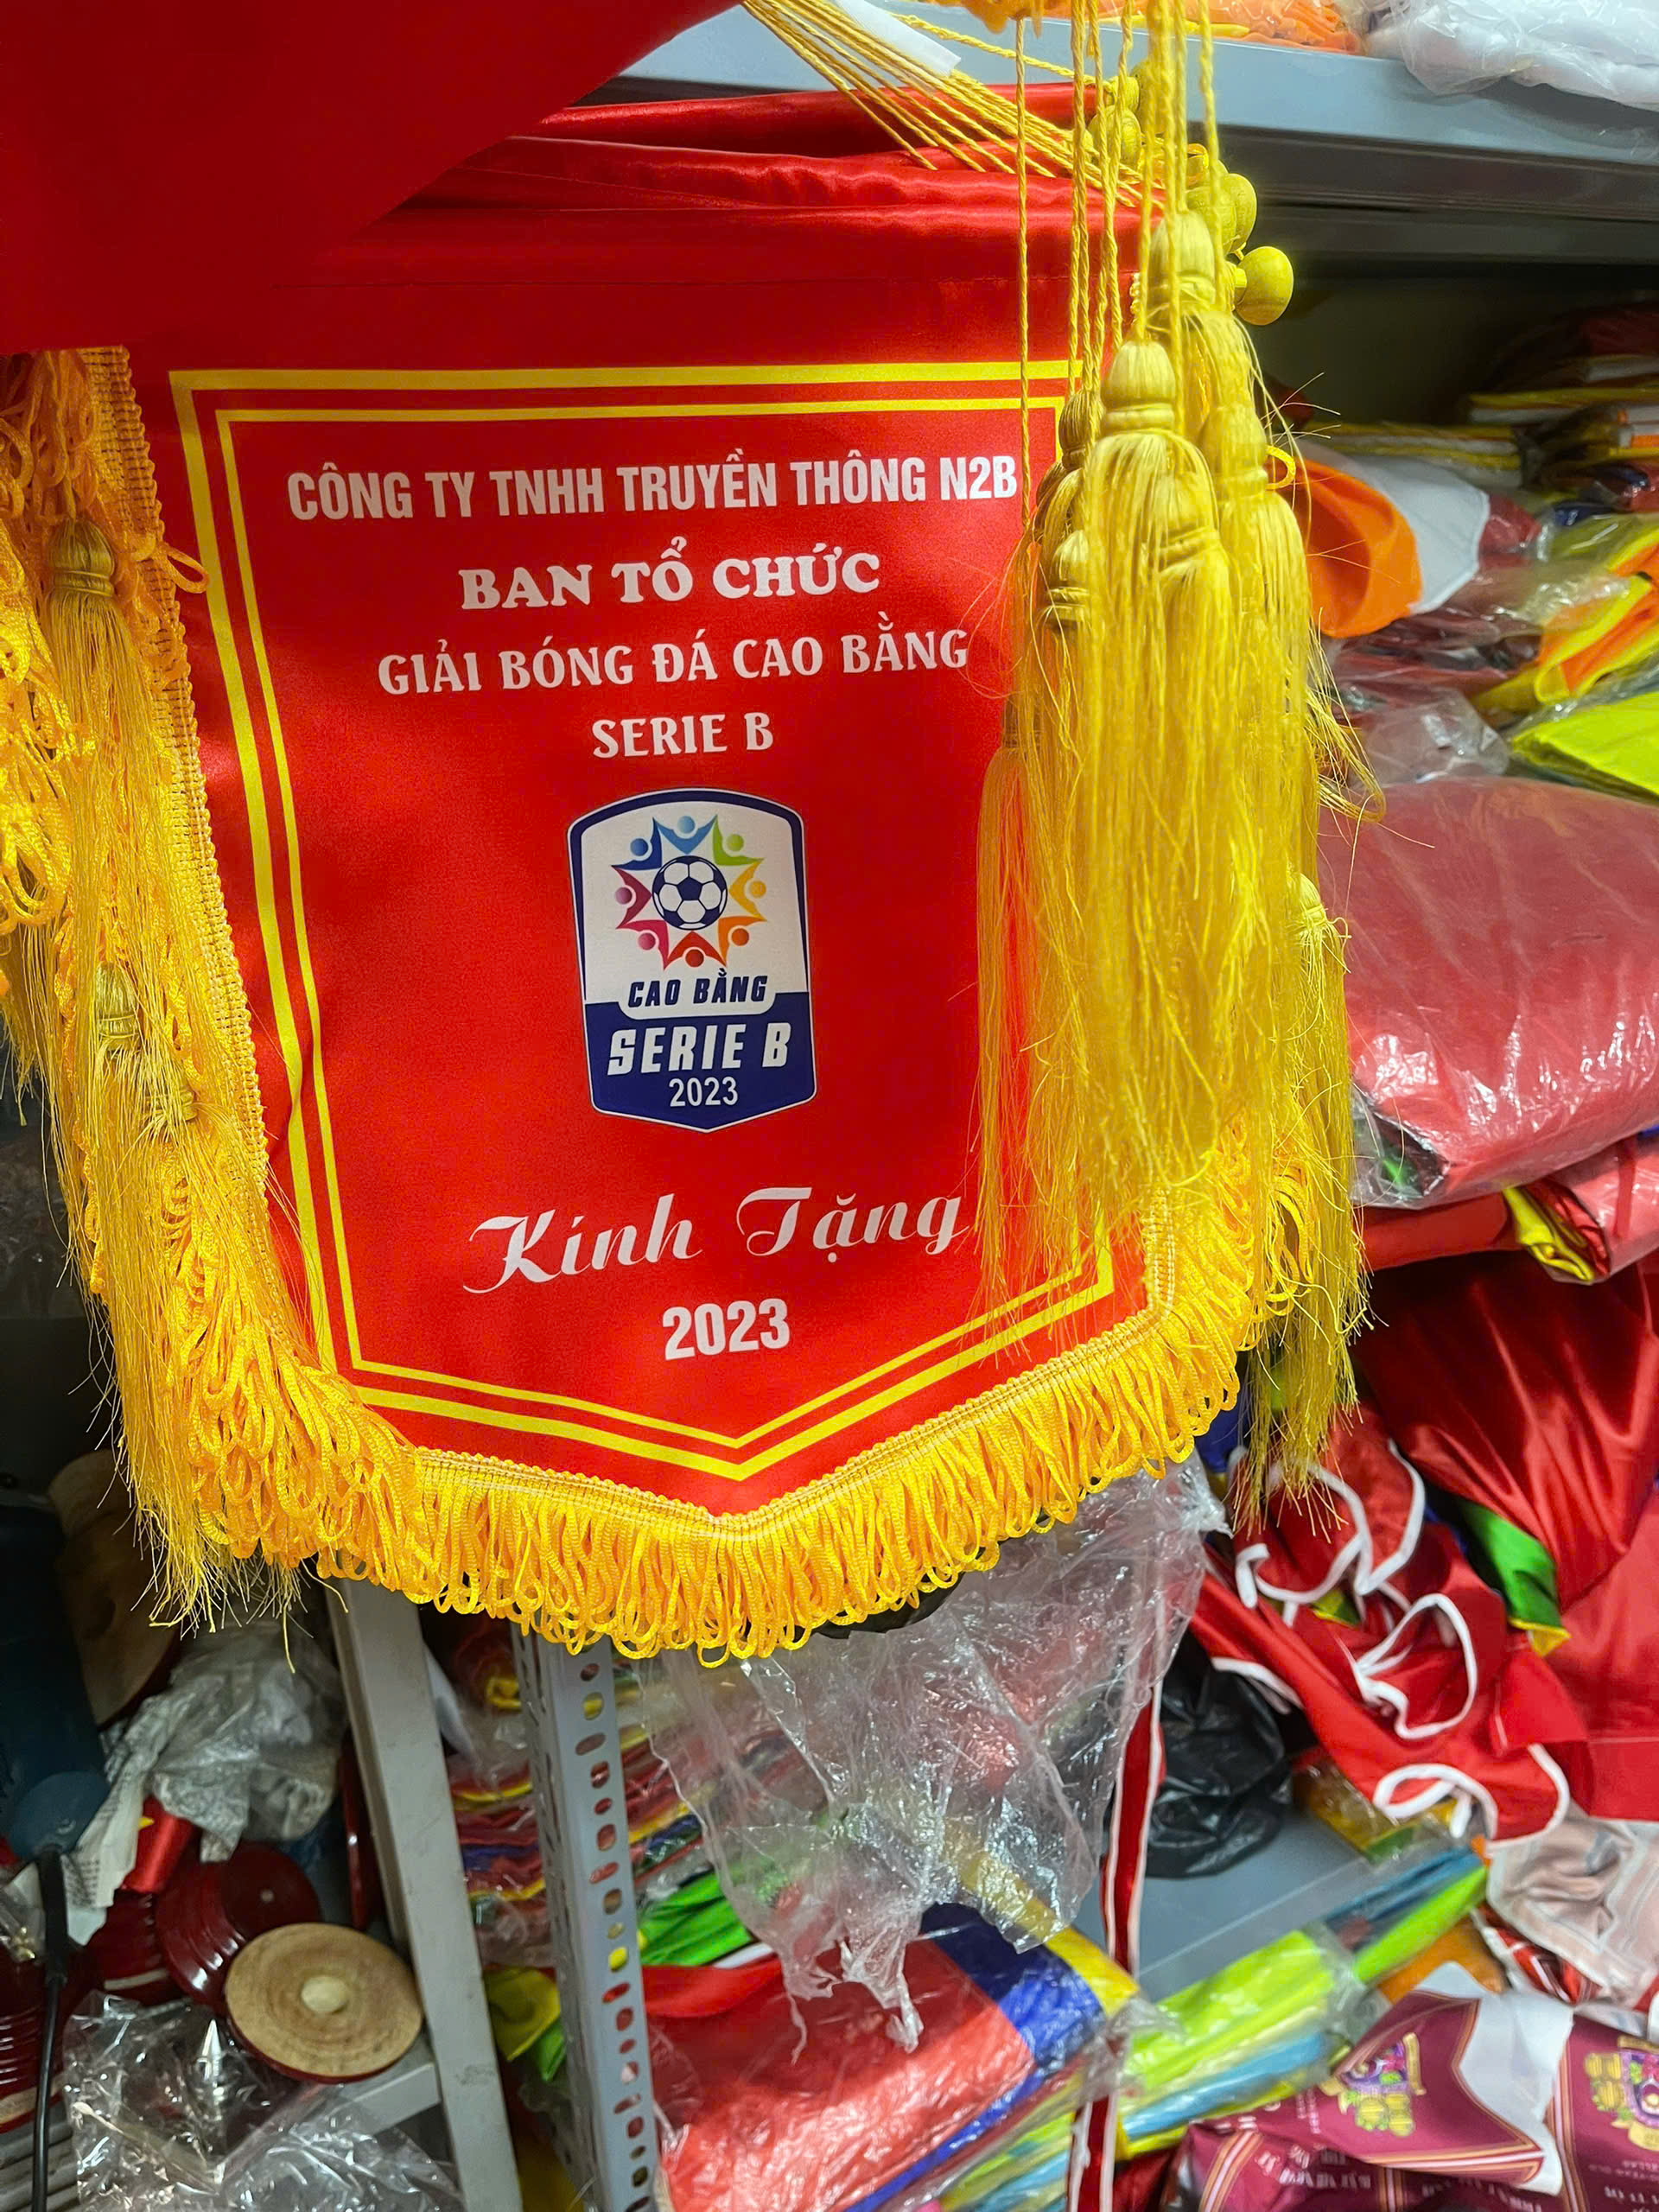 CÔNG TY TNHH TRUYỀN THÔNG N2B
BAN TỔ CHỨC
GIẢI BÓNG ĐÁ CAO BẰNG
SERIE B
CAO BẰNG
SERIE B
2023
Kính Tặng
2023